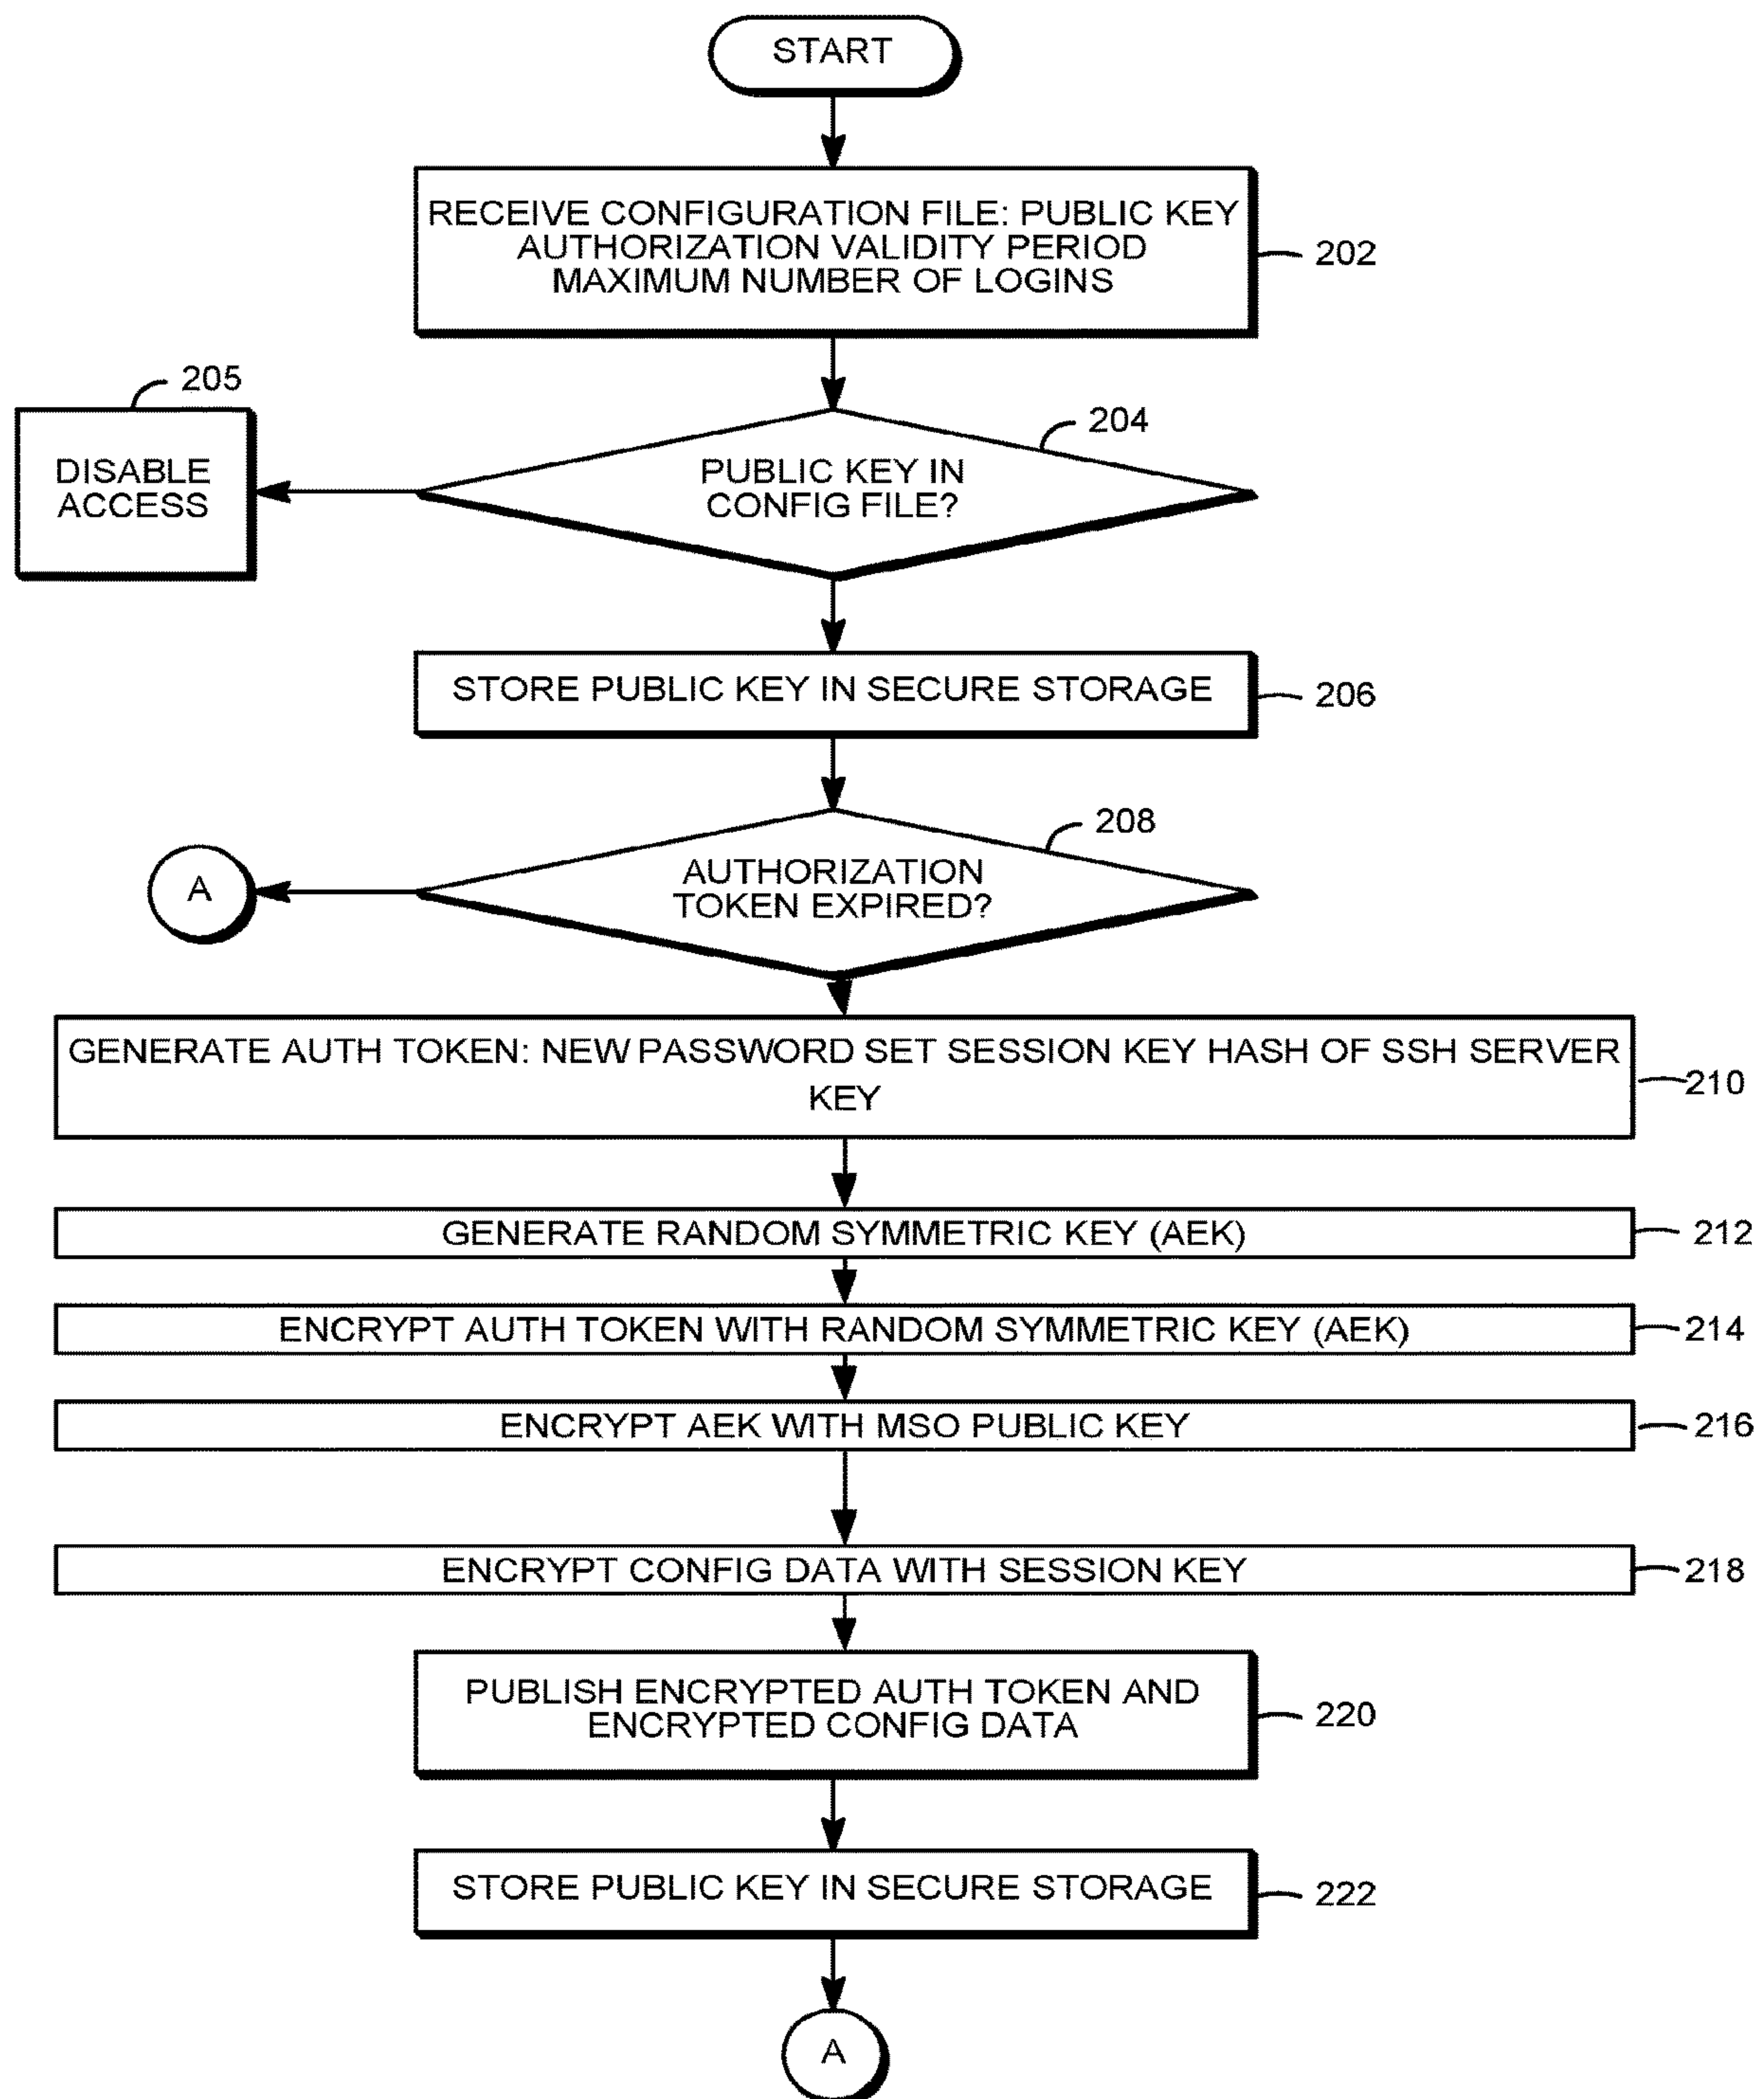 START
RECEIVE CONFIGURATION FILE: PUBLIC KEY
AUTHORIZATION VALIDITY PERIOD
MAXIMUM NUMBER OF LOGINS
202
205
204
DISABLE
ACCESS
PUBLIC KEY IN
CONFIG FILE?
STORE PUBLIC KEY IN SECURE STORAGE
206
208
A
AUTHORIZATION
TOKEN EXPIRED?
GENERATE AUTH TOKEN: NEW PASSWORD SET SESSION KEY HASH OF SSH SERVER
KEY
210
GENERATE RANDOM SYMMETRIC KEY (AEK)
212
ENCRYPT AUTH TOKEN WITH RANDOM SYMMETRIC KEY (AEK)
214
ENCRYPT AEK WITH MSO PUBLIC KEY
216
ENCRYPT CONFIG DATA WITH SESSION KEY
218
PUBLISH ENCRYPTED AUTH TOKEN AND
ENCRYPTED CONFIG DATA
220
STORE PUBLIC KEY IN SECURE STORAGE
222
A